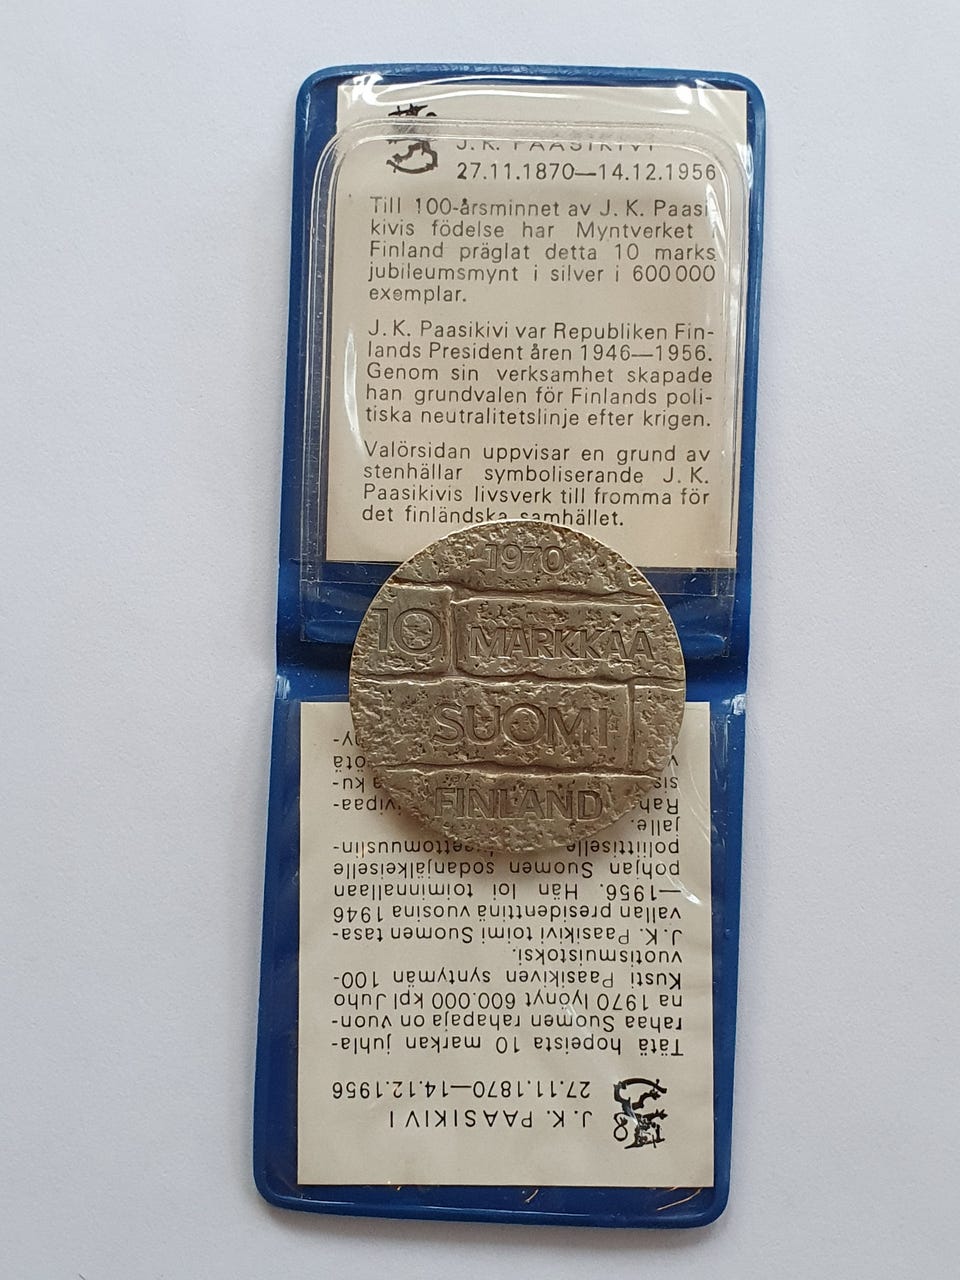 J. K. PAASIKIVI
27.11.1870—14.12.1956
Till 100-årsminnet av J. K. Paasi
kivis födelse har Myntverket i
Finland präglat detta 10 marks
jubileumsmynt i silver i 600 000
exemplar.
J. K. Paasikivi var Republiken Fin-
lands President åren 1946—1956.
Genom sin verksamhet skapade
han grundvalen för Finlands poli-
tiska neutralitetslinje efter krigen.
Valörsidan uppvisar en grund av
stenhällar symboliserande J. K.
Paasikivis livsverk till fromma för
det finländska samhället.
1970
10 MARKKAA
SUOMI
FINLAND
J. K. PAASIKIVI
27.11.1870—14.12.1956
Tätä hopeista 10 markan juhla-
rahaa Suomen rahapaja on vuon-
na 1970 lyönyt 600.000 kpl Juho
Kusti Paasikiven syntymän 100-
vuotismuistoksi.
J. K. Paasikivi toimi Suomen tasa-
vallan presidenttinä vuosina 1946
—1956. Hän loi toiminnallaan
pohjan Suomen sodanjälkeiselle
poliittiselle
jalle.